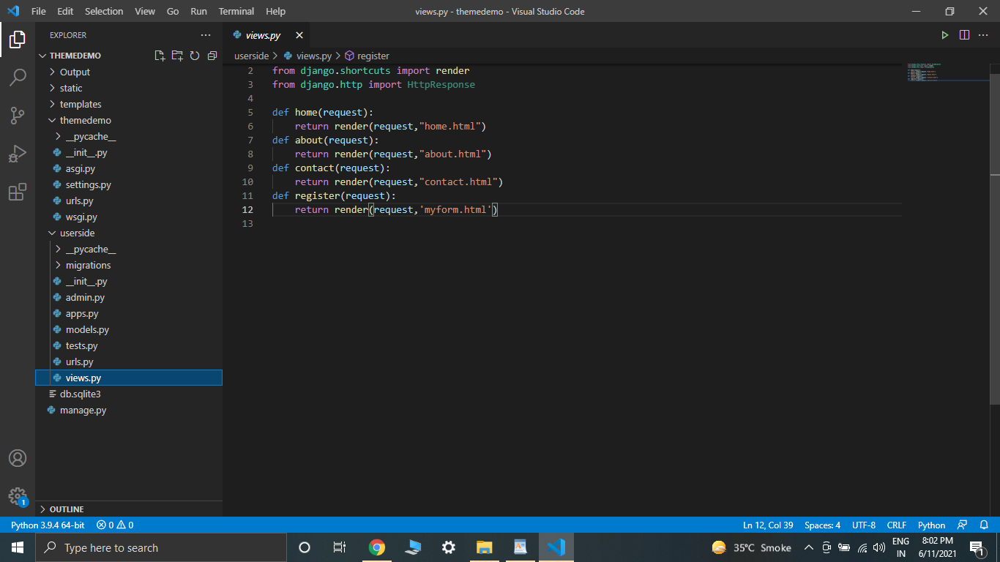 File Edit Selection View Go Run Terminal Help
views.py - themedemo - Visual Studio Code
EXPLORER
THEMEDEMO
Output
static
templates
themedemo
__pycache__
__init__.py
asgi.py
settings.py
urls.py
wsgi.py
userside
__pycache__
migrations
__init__.py
admin.py
apps.py
models.py
tests.py
urls.py
views.py
db.sqlite3
manage.py
OUTLINE
views.py
userside > views.py > register
2 from django.shortcuts import render
3 from django.http import HttpResponse
4
5 def home(request):
6     return render(request,"home.html")
7 def about(request):
8     return render(request,"about.html")
9 def contact(request):
10     return render(request,"contact.html")
11 def register(request):
12     return render(request,'myform.html')
13
1
Python 3.9.4 64-bit 0 0 Ln 12, Col 39 Spaces: 4 UTF-8 CRLF Python
Type here to search
35°C Smoke
ENG
IN
8:02 PM
6/11/2021
1